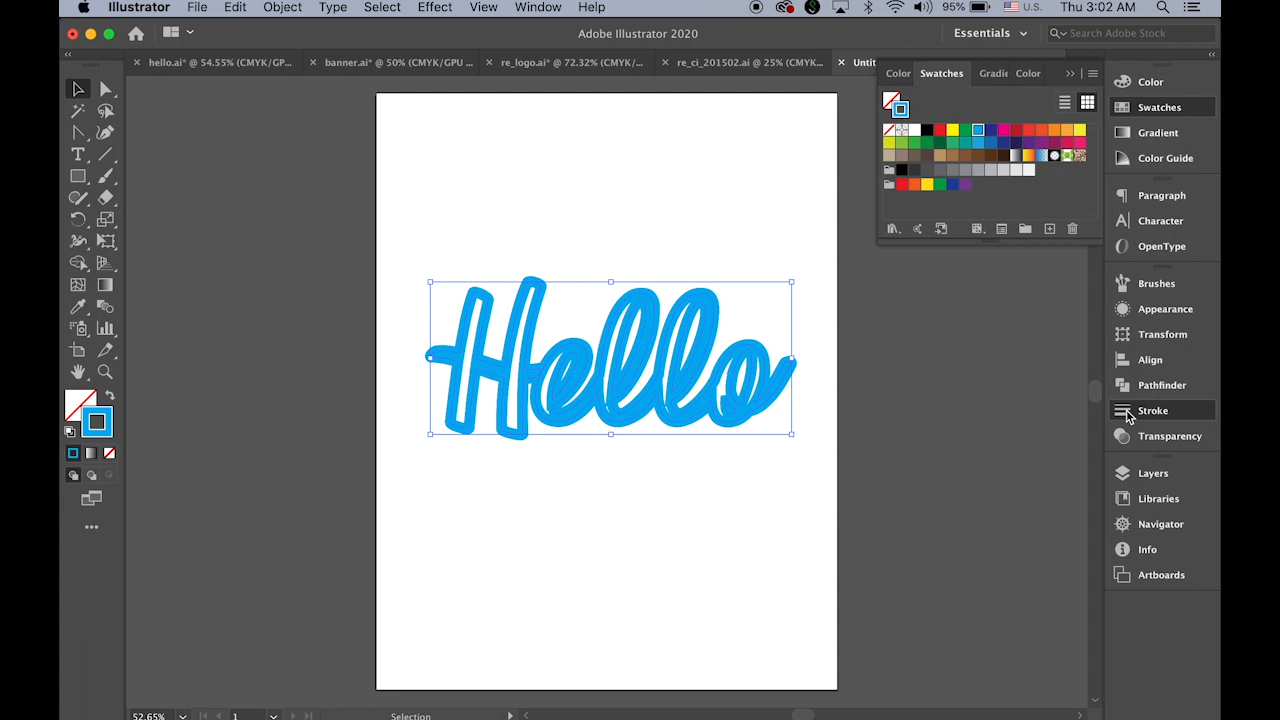 Illustrator File Edit Object Type Select Effect View Window Help 95% U.S. Thu 3:02 AM
Adobe Illustrator 2020 Essentials Search Adobe Stock
hello.ai* @ 54.55% (CMYK/GP... banner.ai* @ 50% (CMYK/GPU ... re_logo.ai* @ 72.32% (CMYK/... re_ci_201502.ai @ 25% (CMYK... Untit
Color Swatches Gradie Color
Color
Swatches
Gradient
Color Guide
Paragraph
Character
OpenType
Brushes
Appearance
Transform
Align
Pathfinder
Stroke
Transparency
Layers
Libraries
Navigator
Info
Artboards
Hello
52.65% 1 Selection